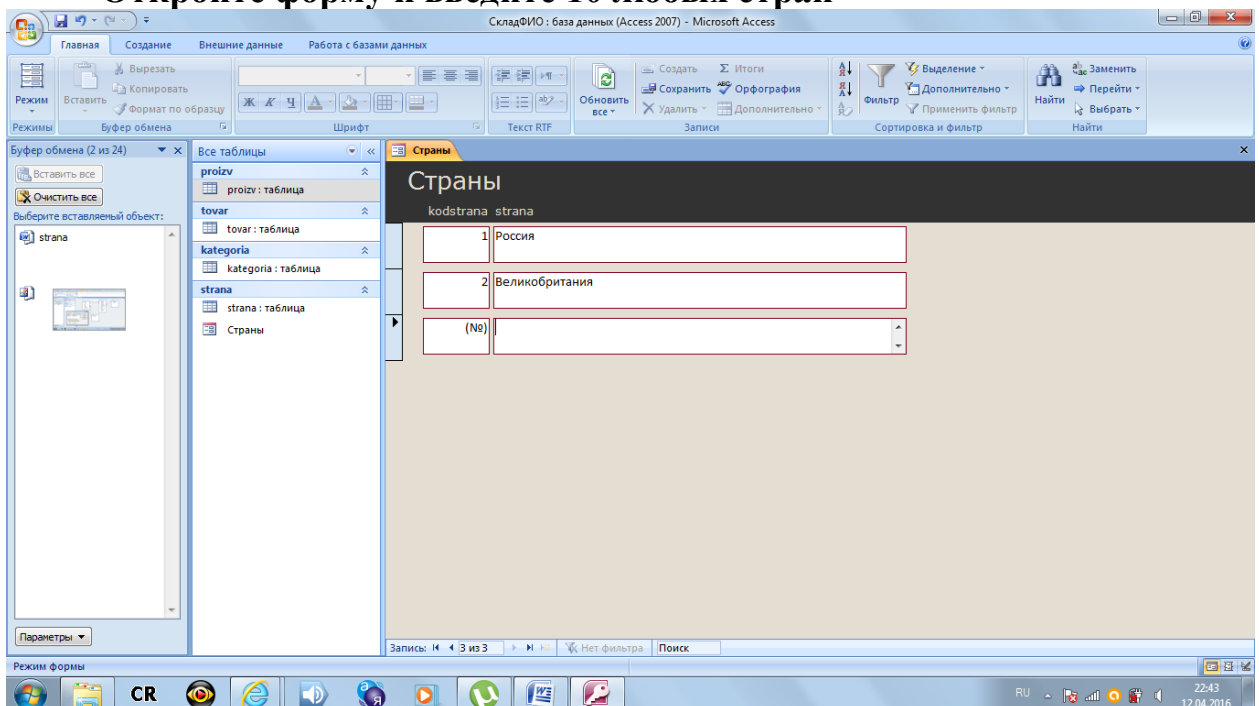 СкладФИО : база данных (Access 2007) - Microsoft Access
Главная Создание Внешние данные Работа с базами данных
Режим
Режимы
Вставить
Вырезать
Копировать
Формат по образцу
Буфер обмена
Ж К Ч А
Шрифт
Текст RTF
Обновить все
Создать
Сохранить
Удалить
Итоги
Орфография
Дополнительно
Записи
Фильтр
Выделение
Дополнительно
Применить фильтр
Сортировка и фильтр
Найти
Заменить
Перейти
Выбрать
Найти
Буфер обмена (2 из 24)
Вставить все
Очистить все
Выберите вставляемый объект:
strana
Параметры
Все таблицы
proizv
proizv : таблица
tovar
tovar : таблица
kategoria
kategoria : таблица
strana
strana : таблица
Страны
Страны
Страны
kodstrana strana
1 Россия
2 Великобритания
(№)
Запись: 3 из 3 Нет фильтра Поиск
Режим формы
CR
RU
22:43
12.04.2016